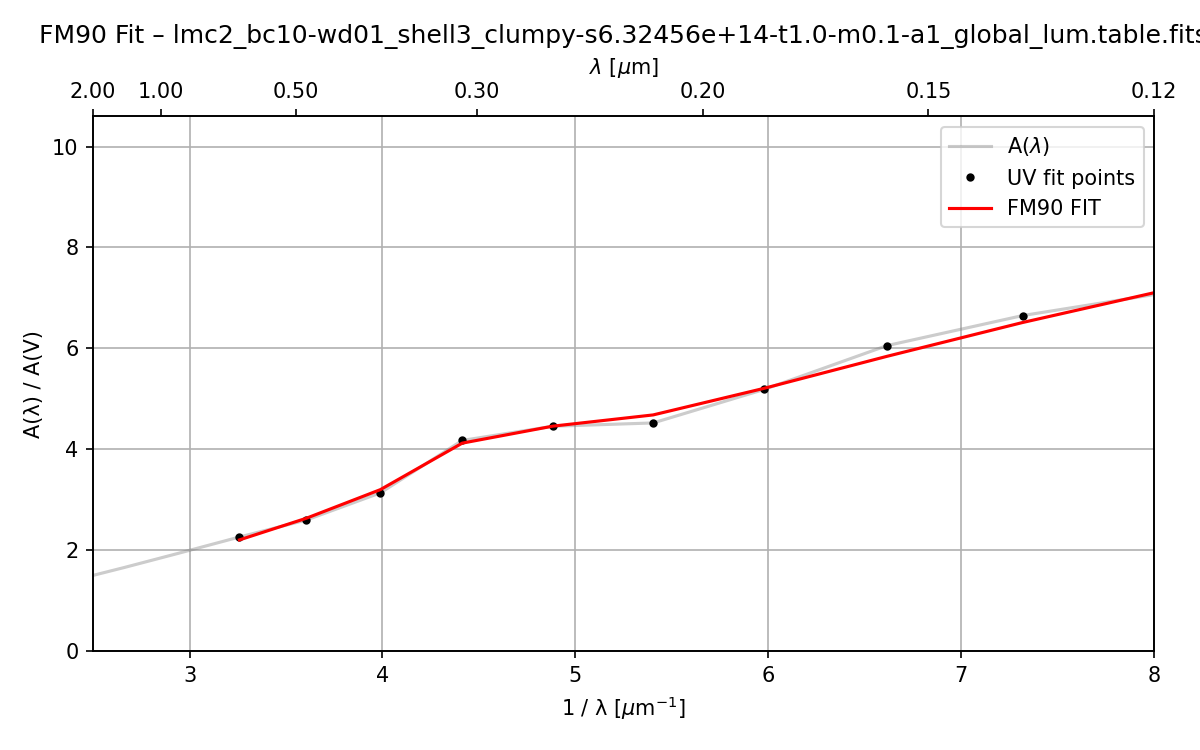 FM90 Fit – lmc2_bc10-wd01_shell3_clumpy-s6.32456e+14-t1.0-m0.1-a1_global_lum.table.fits
λ [μm]
2.00 1.00 0.50 0.30 0.20 0.15 0.12
A(λ)
UV fit points
FM90 FIT
A(λ) / A(V)
10
8
6
4
2
0
3 4 5 6 7 8
1 / λ [μm⁻¹]